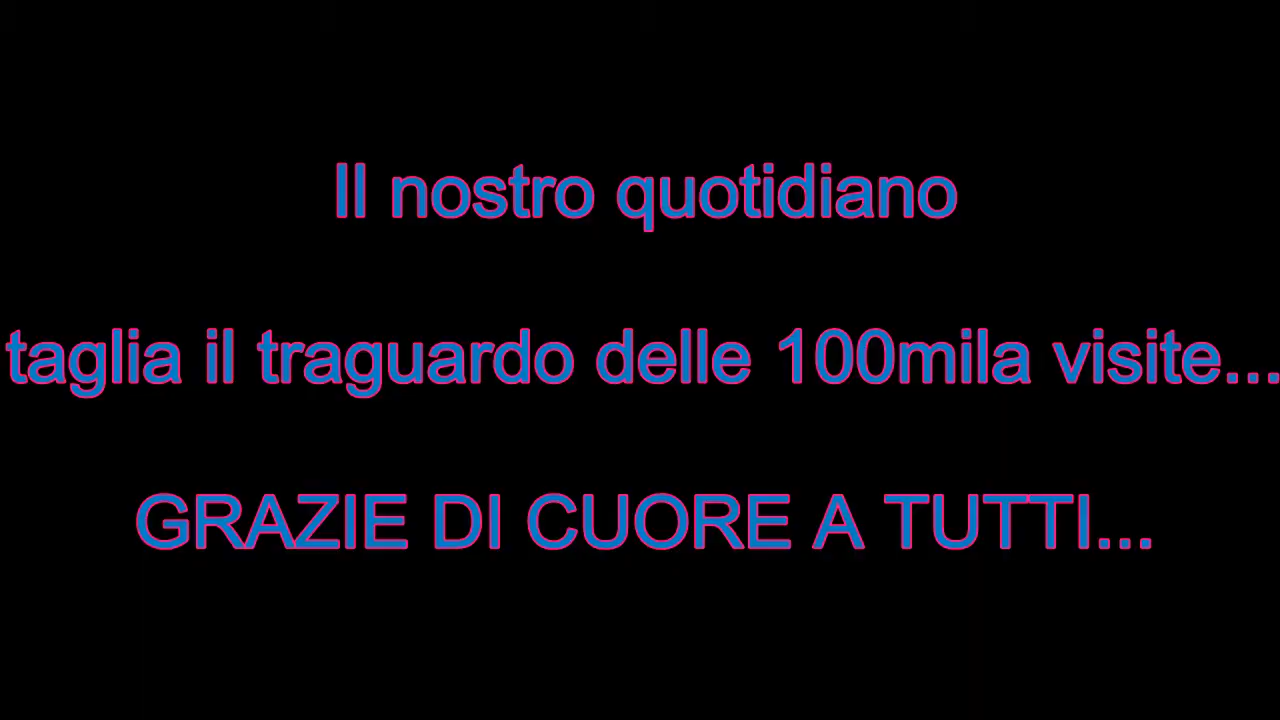 Il nostro quotidiano
taglia il traguardo delle 100mila visite...
GRAZIE DI CUORE A TUTTI...